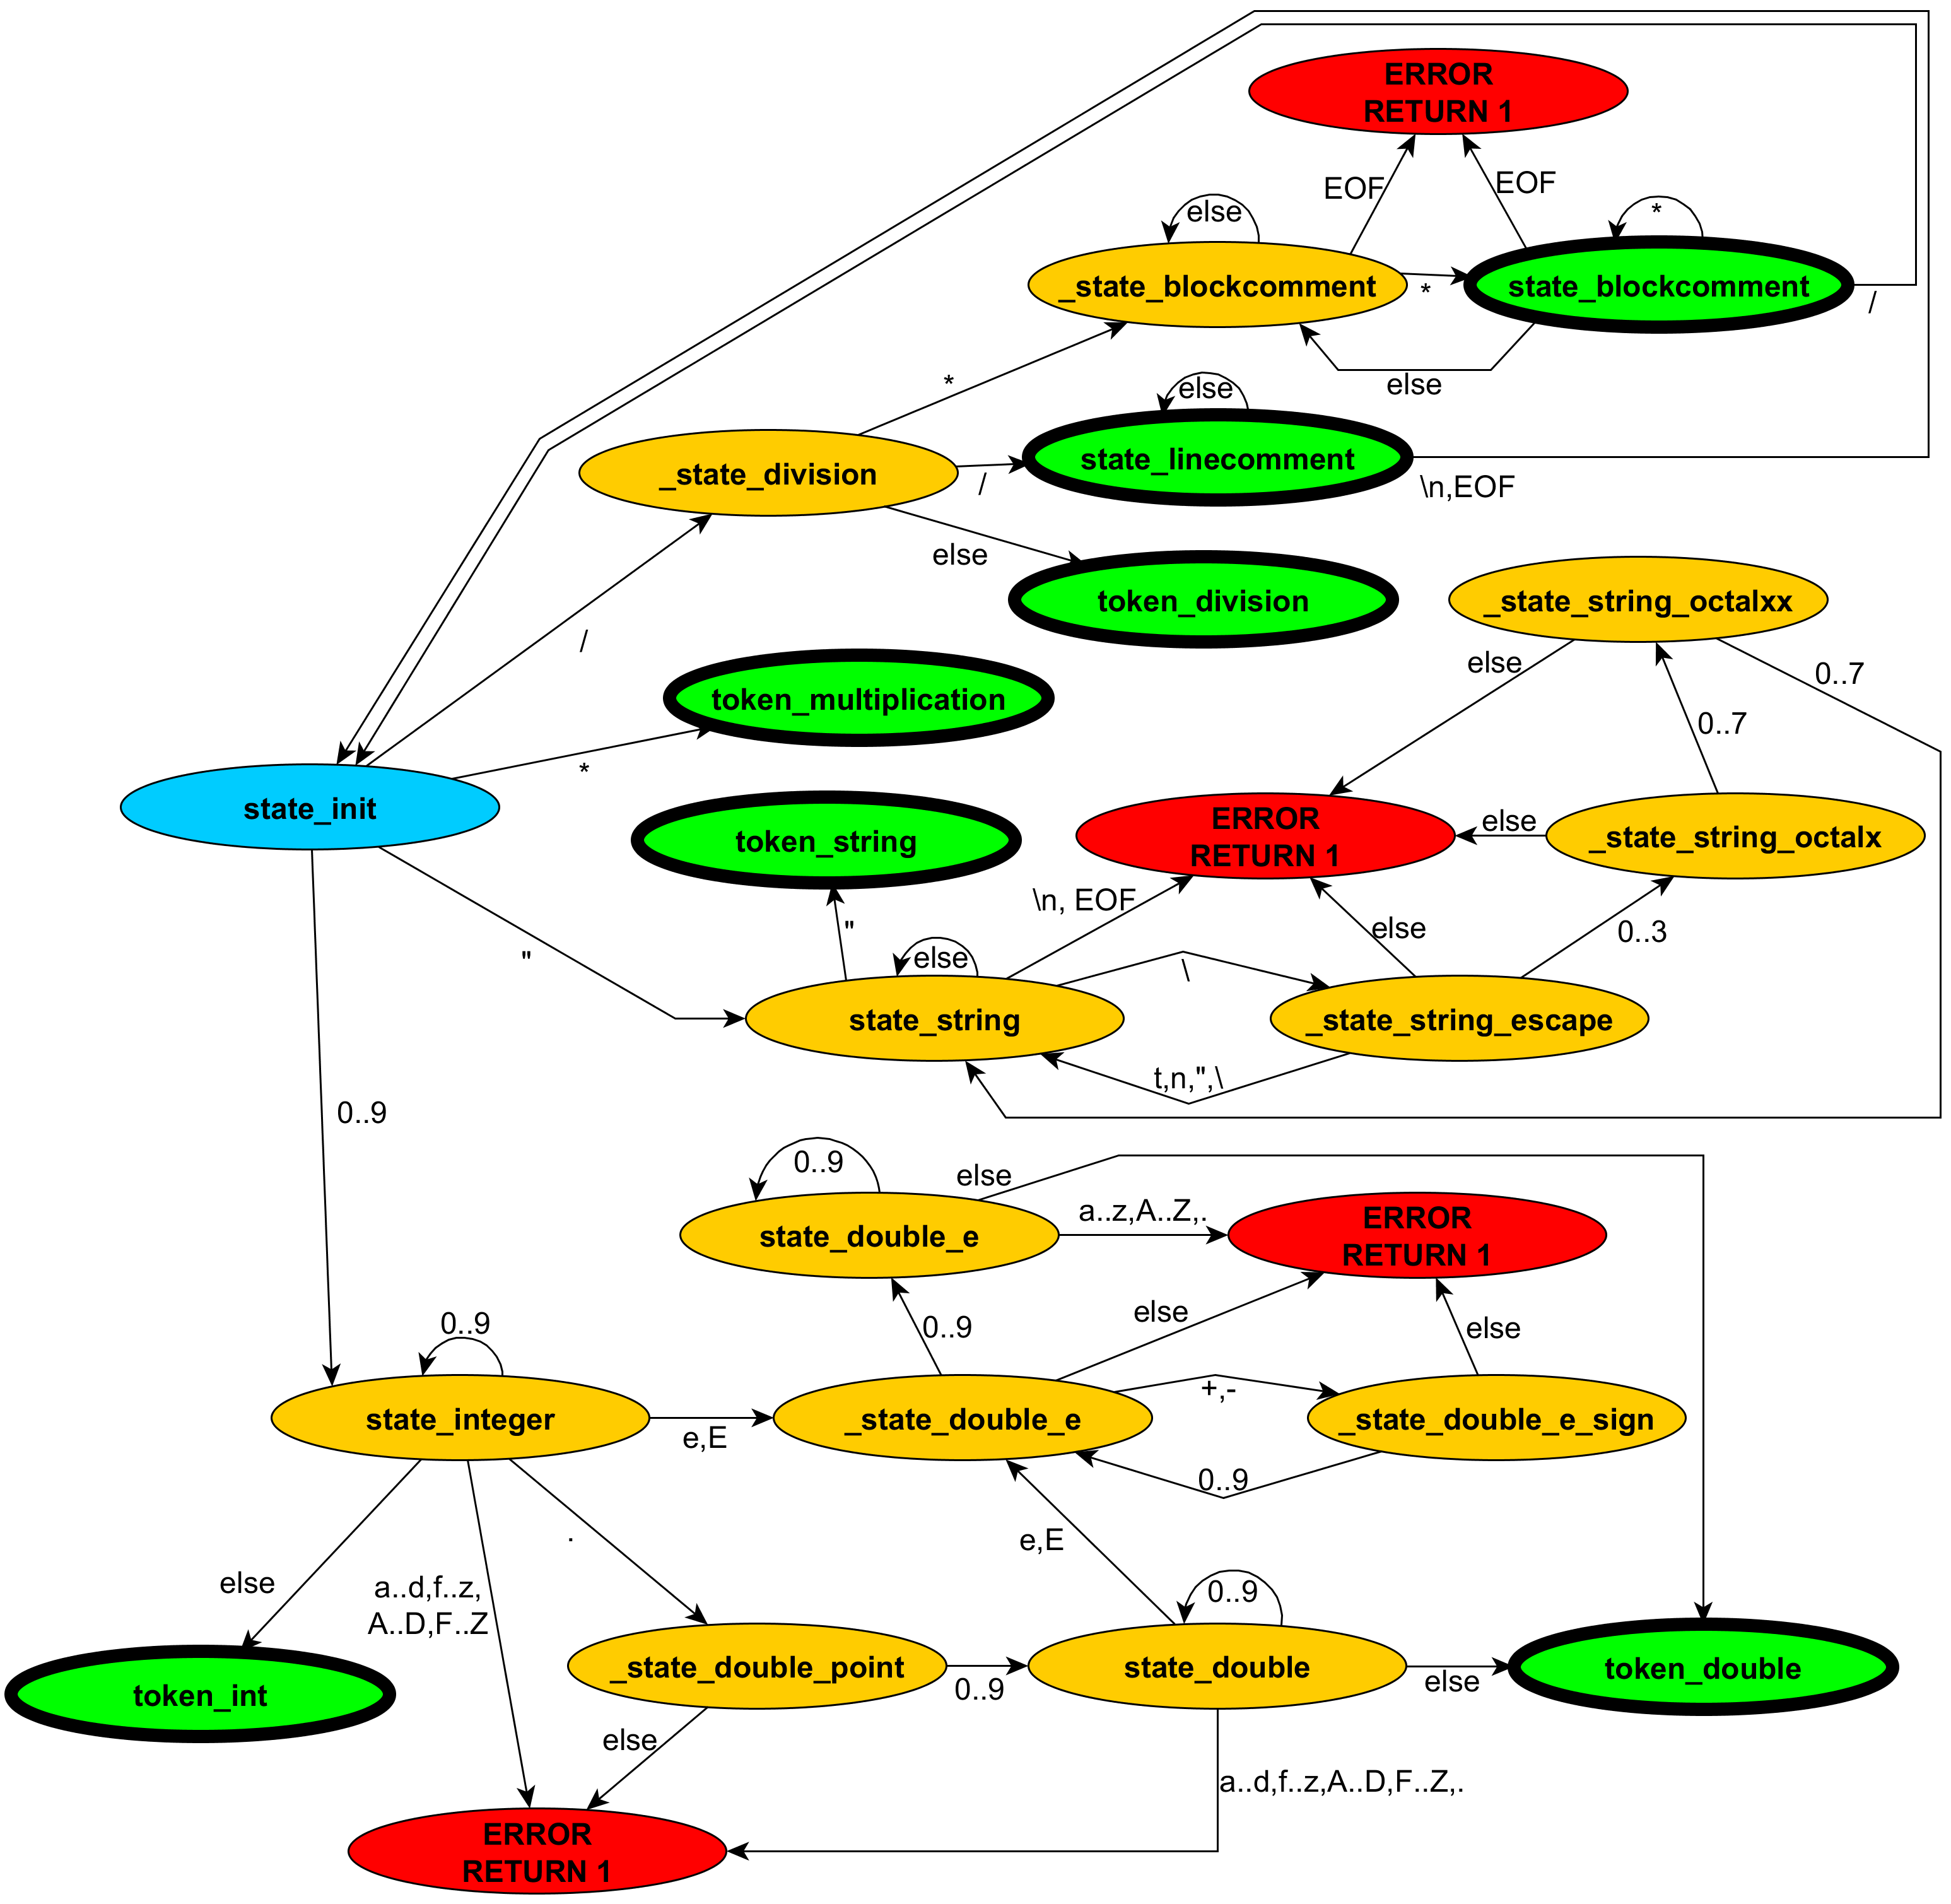 ERROR
RETURN 1
EOF
EOF
else
*
_state_blockcomment
*
state_blockcomment
/
else
*
else
_state_division
/
state_linecomment
\n,EOF
else
token_division
/
_state_string_octalxx
else
0..7
0..7
token_multiplication
*
state_init
token_string
ERROR
RETURN 1
else
_state_string_octalx
\n, EOF
"
else
0..3
else
"
\
state_string
_state_string_escape
t,n,",\
0..9
0..9
else
a..z,A..Z,.
state_double_e
ERROR
RETURN 1
else
0..9
else
0..9
+,-
state_integer
e,E
_state_double_e
_state_double_e_sign
0..9
e,E
.
else
a..d,f..z,
A..D,F..Z
0..9
_state_double_point
0..9
state_double
else
token_double
token_int
else
a..d,f..z,A..D,F..Z,.
ERROR
RETURN 1